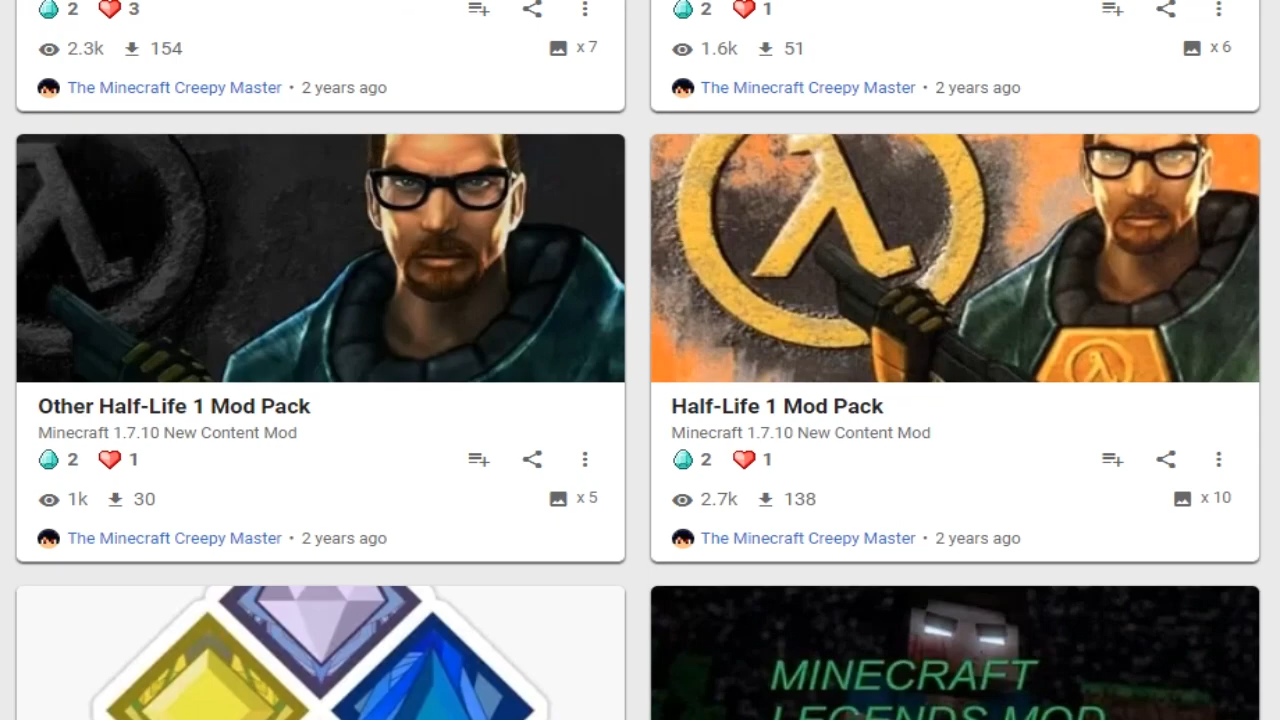 2 3
2 1
2.3k 154 x 7
1.6k 51 x 6
The Minecraft Creepy Master • 2 years ago
The Minecraft Creepy Master • 2 years ago
Other Half-Life 1 Mod Pack
Minecraft 1.7.10 New Content Mod
2 1
1k 30 x 5
The Minecraft Creepy Master • 2 years ago
Half-Life 1 Mod Pack
Minecraft 1.7.10 New Content Mod
2 1
2.7k 138 x 10
The Minecraft Creepy Master • 2 years ago
MINECRAFT
LEGENDS MOD